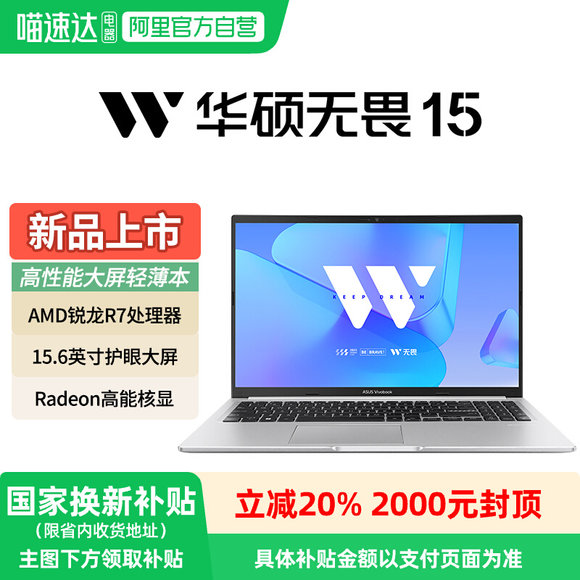 喵速达电器 阿里官方自营
W 华硕无畏15
新品上市
高性能大屏轻薄本
AMD锐龙R7处理器
15.6英寸护眼大屏
Radeon高能核显
KEEP DREAM
BE BRAVE!
W无畏
ASUS Vivobook
国家换新补贴
(限省内收货地址)
主图下方领取补贴
立减20% 2000元封顶
具体补贴金额以支付页面为准